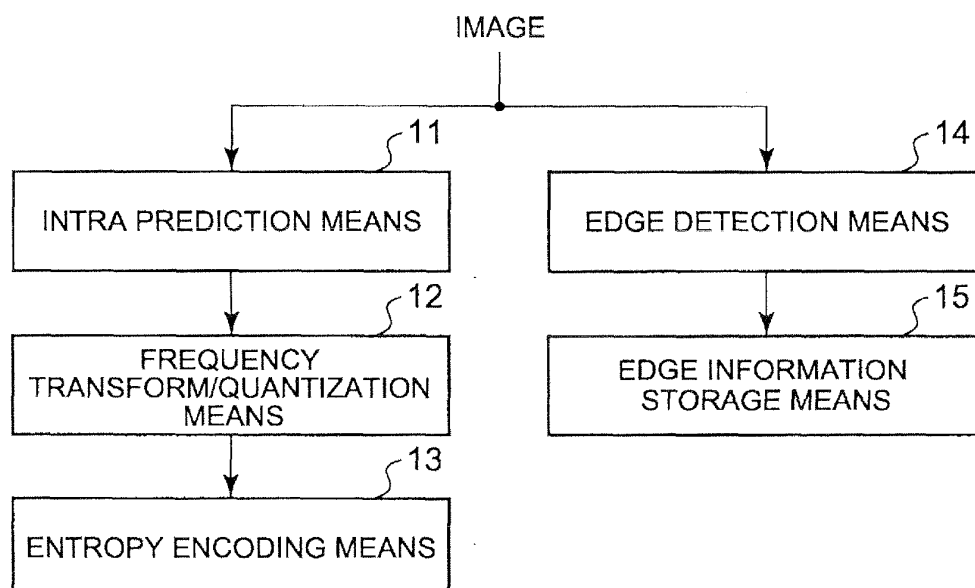 IMAGE
11
INTRA PREDICTION MEANS
12
FREQUENCY
TRANSFORM/QUANTIZATION
MEANS
13
ENTROPY ENCODING MEANS
14
EDGE DETECTION MEANS
15
EDGE INFORMATION
STORAGE MEANS